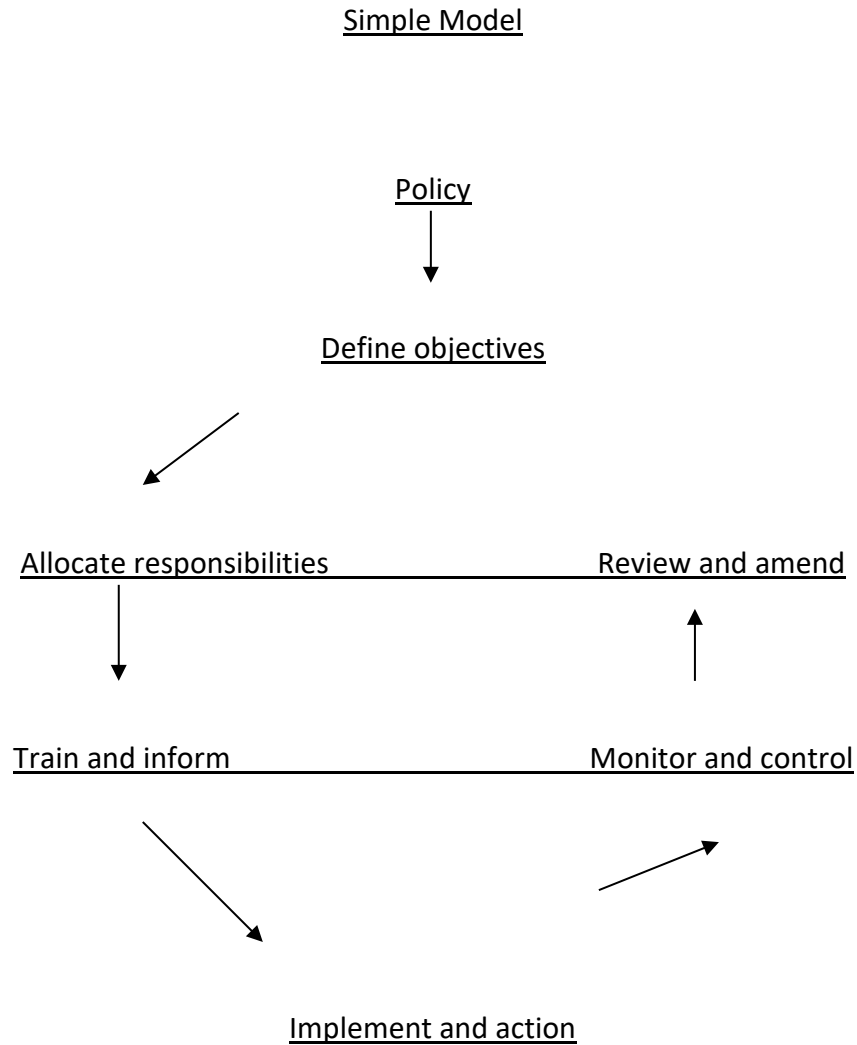 Simple Model
Policy
Define objectives
Allocate responsibilities Review and amend
Train and inform Monitor and control
Implement and action